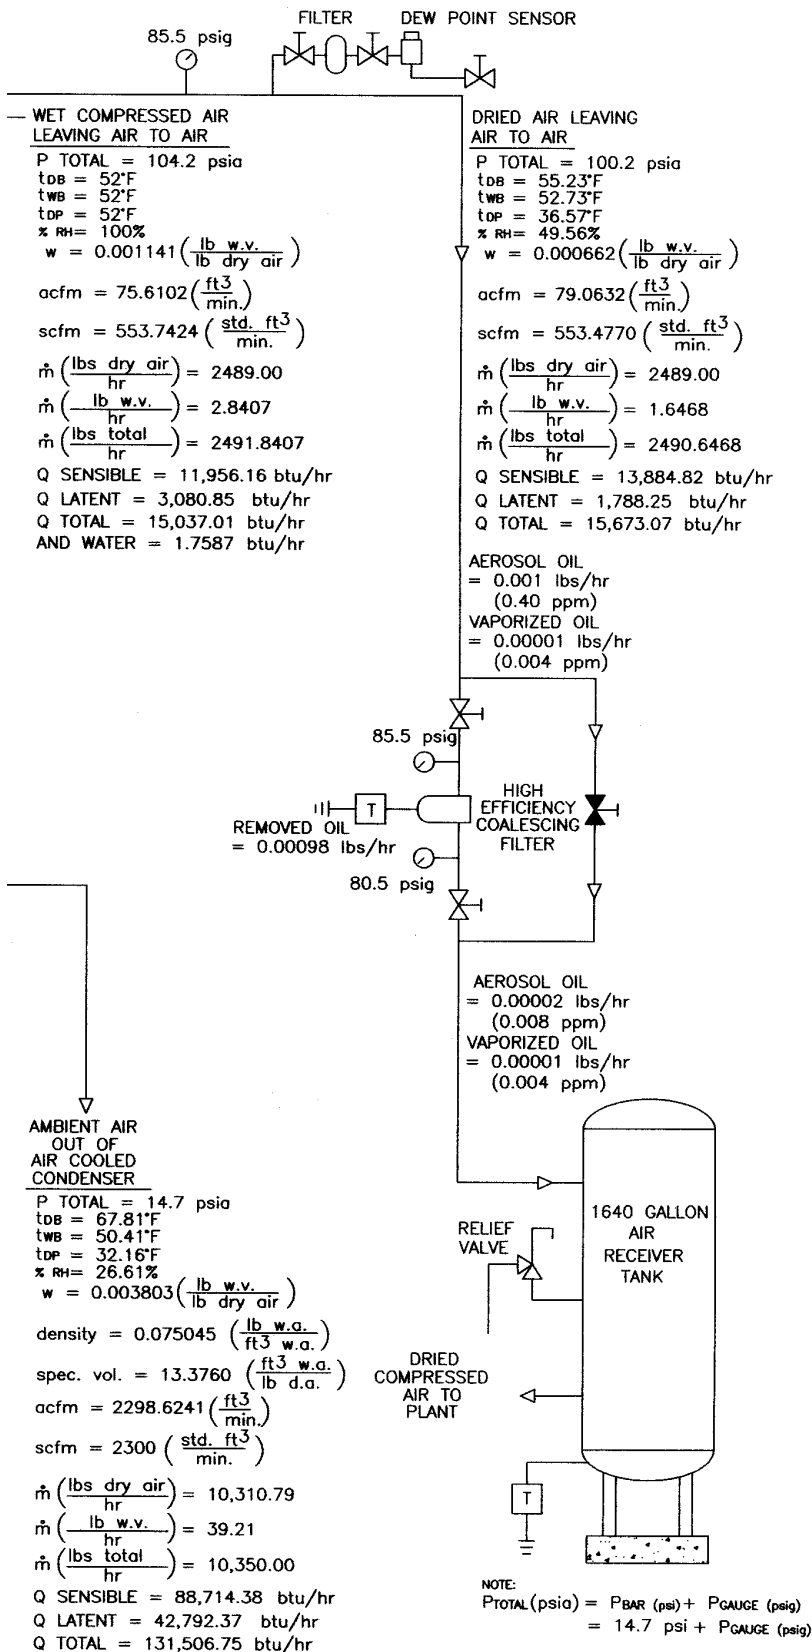 FILTER
DEW POINT SENSOR
85.5 psig
WET COMPRESSED AIR
LEAVING AIR TO AIR
P TOTAL = 104.2 psia
tDB = 52°F
tWB = 52°F
tDP = 52°F
% RH= 100%
w = 0.001141 (lb w.v. / lb dry air)
acfm = 75.6102 (ft3 / min.)
scfm = 553.7424 (std. ft3 / min.)
ṁ (lbs dry air / hr) = 2489.00
ṁ (lb w.v. / hr) = 2.8407
ṁ (lbs total / hr) = 2491.8407
Q SENSIBLE = 11,956.16 btu/hr
Q LATENT = 3,080.85 btu/hr
Q TOTAL = 15,037.01 btu/hr
AND WATER = 1.7587 btu/hr
DRIED AIR LEAVING
AIR TO AIR
P TOTAL = 100.2 psia
tDB = 55.23°F
tWB = 52.73°F
tDP = 36.57°F
% RH= 49.56%
w = 0.000662 (lb w.v. / lb dry air)
acfm = 79.0632 (ft3 / min.)
scfm = 553.4770 (std. ft3 / min.)
ṁ (lbs dry air / hr) = 2489.00
ṁ (lb w.v. / hr) = 1.6468
ṁ (lbs total / hr) = 2490.6468
Q SENSIBLE = 13,884.82 btu/hr
Q LATENT = 1,788.25 btu/hr
Q TOTAL = 15,673.07 btu/hr
AEROSOL OIL
= 0.001 lbs/hr
(0.40 ppm)
VAPORIZED OIL
= 0.00001 lbs/hr
(0.004 ppm)
85.5 psig
T
HIGH
EFFICIENCY
COALESCING
FILTER
REMOVED OIL
= 0.00098 lbs/hr
80.5 psig
AEROSOL OIL
= 0.00002 lbs/hr
(0.008 ppm)
VAPORIZED OIL
= 0.00001 lbs/hr
(0.004 ppm)
AMBIENT AIR
OUT OF
AIR COOLED
CONDENSER
P TOTAL = 14.7 psia
tDB = 67.81°F
tWB = 50.41°F
tDP = 32.16°F
% RH= 26.61%
w = 0.003803 (lb w.v. / lb dry air)
density = 0.075045 (lb w.a. / ft3 w.a.)
spec. vol. = 13.3760 (ft3 w.a. / lb d.a.)
acfm = 2298.6241 (ft3 / min.)
scfm = 2300 (std. ft3 / min.)
ṁ (lbs dry air / hr) = 10,310.79
ṁ (lb w.v. / hr) = 39.21
ṁ (lbs total / hr) = 10,350.00
Q SENSIBLE = 88,714.38 btu/hr
Q LATENT = 42,792.37 btu/hr
Q TOTAL = 131,506.75 btu/hr
1640 GALLON
AIR
RECEIVER
TANK
RELIEF
VALVE
DRIED
COMPRESSED
AIR TO
PLANT
T
NOTE:
PTOTAL(psia) = PBAR (psi)+ PGAUGE (psig)
= 14.7 psi + PGAUGE (psig)